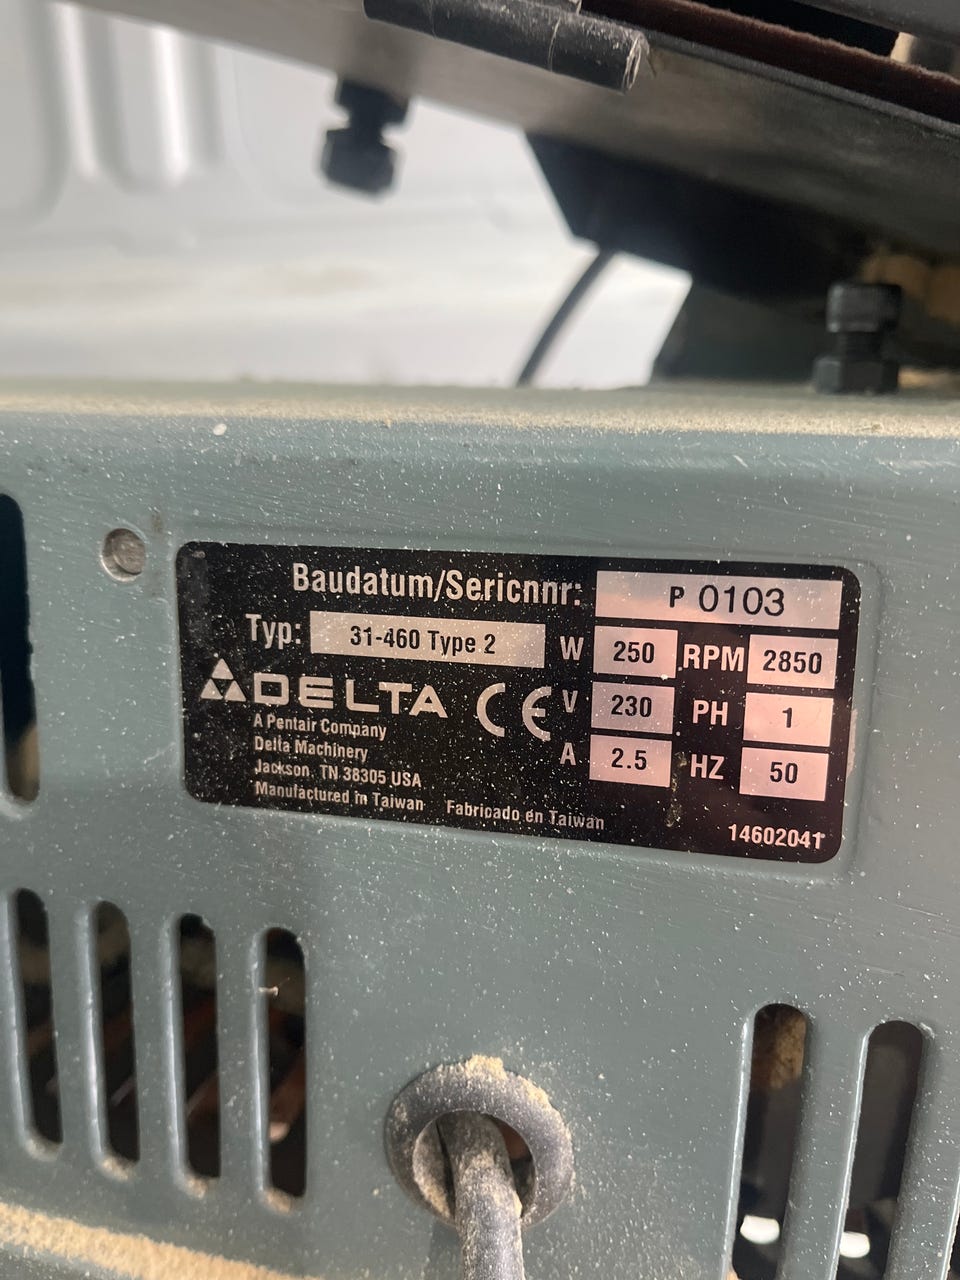 Baudatum/Sericnnr: P 0103
Typ: 31-460 Type 2 W 250 RPM 2850
DELTA CE V 230 PH 1
A Pentair Company
Delta Machinery A 2.5 HZ 50
Jackson, TN 38305 USA
Manufactured in Taiwan Fabricado en Taiwan
14602041